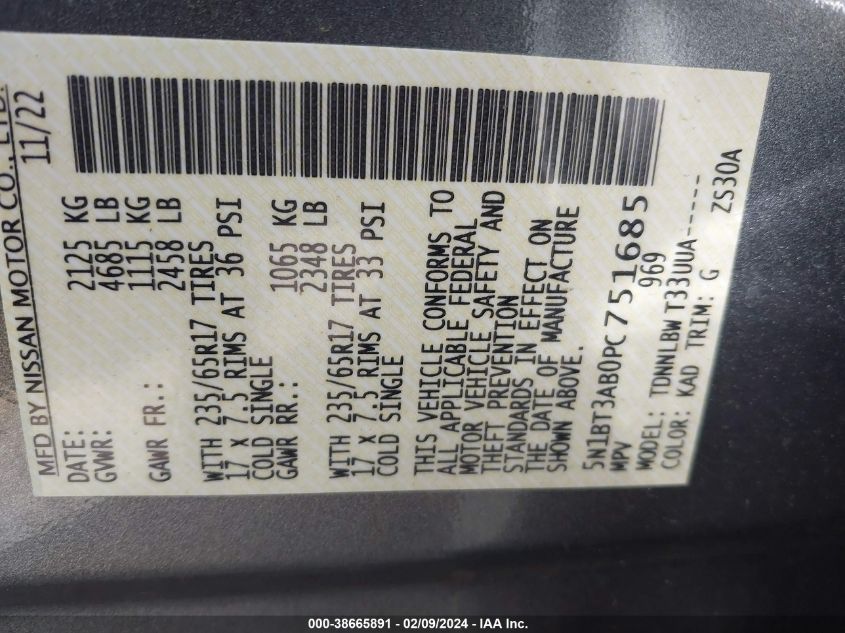 MFD BY NISSAN MOTOR CO., LTD.
DATE: 11/22
GVWR: 2125 KG
4685 LB
GAWR FR.: 1115 KG
2458 LB
WITH 235/65R17 TIRES
17 X 7.5 RIMS AT 36 PSI
COLD SINGLE
GAWR RR.: 1065 KG
2348 LB
WITH 235/65R17 TIRES
17 X 7.5 RIMS AT 33 PSI
COLD SINGLE
THIS VEHICLE CONFORMS TO
ALL APPLICABLE FEDERAL
MOTOR VEHICLE SAFETY AND
THEFT PREVENTION
STANDARDS IN EFFECT ON
THE DATE OF MANUFACTURE
SHOWN ABOVE.
5N1BT3AB0PC751685
MPV 969
MODEL: TDNNLBW T33UUA-----
COLOR: KAD TRIM: G ZS30A
000-38665891 - 02/09/2024 - IAA Inc.